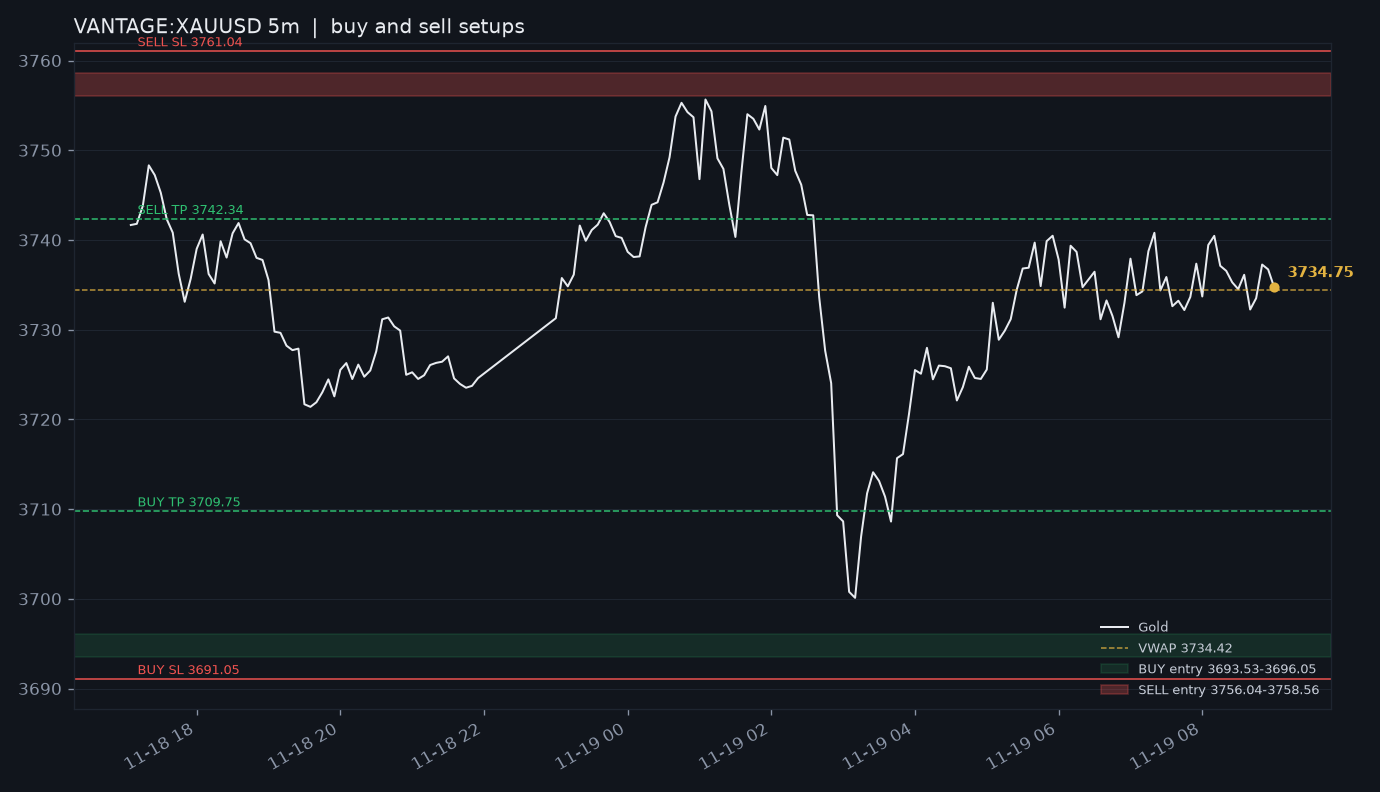 VANTAGE:XAUUSD 5m | buy and sell setups
SELL SL 3761.04
3760
3750
SELL TP 3742.34
3740
3734.75
3730
3720
3710
BUY TP 3709.75
3700
3690
BUY SL 3691.05
Gold
VWAP 3734.42
BUY entry 3693.53-3696.05
SELL entry 3756.04-3758.56
11-18 18
11-18 20
11-18 22
11-19 00
11-19 02
11-19 04
11-19 06
11-19 08